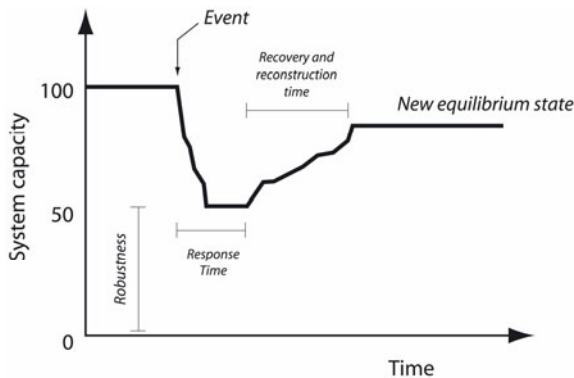 Event
Recovery and
reconstruction
time
100
New equilibrium state
System capacity
50
Robustness
Response
Time
0
Time